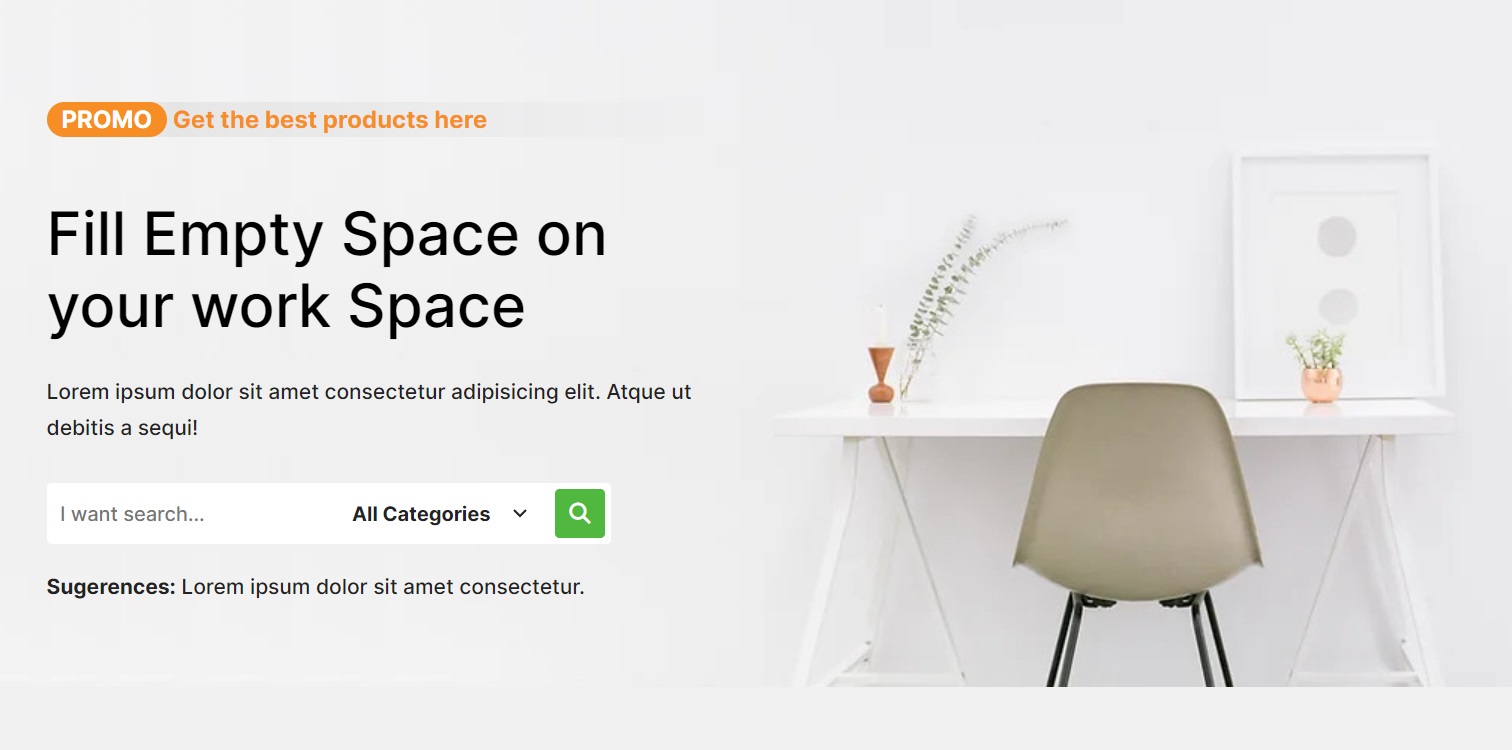 PROMO Get the best products here
Fill Empty Space on
your work Space
Lorem ipsum dolor sit amet consectetur adipisicing elit. Atque ut
debitis a sequi!
I want search... All Categories
Sugerences: Lorem ipsum dolor sit amet consectetur.